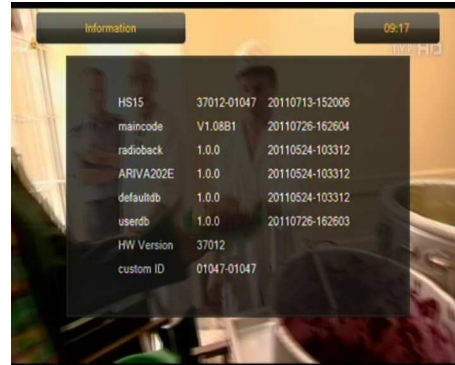 Information 09:17
TVP HD
HS15 37012-01047 20110713-152006
maincode V1.08B1 20110726-162604
radioback 1.0.0 20110524-103312
ARIVA202E 1.0.0 20110524-103312
defaultdb 1.0.0 20110524-103312
userdb 1.0.0 20110726-162603
HW Version 37012
custom ID 01047-01047